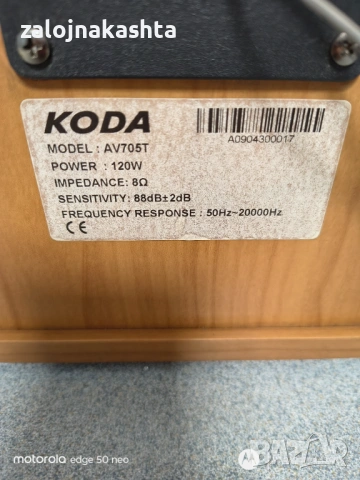 zalojnakashta
KODA
A0904300017
MODEL : AV705T
POWER : 120W
IMPEDANCE: 8Ω
SENSITIVITY: 88dB±2dB
FREQUENCY RESPONSE : 50Hz~20000Hz
CE
motorola edge 50 neo
BAZAR